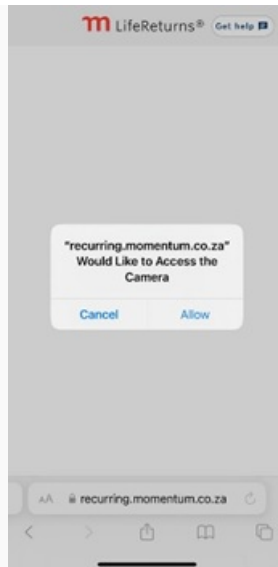 m LifeReturns® Get help
"recurring.momentum.co.za"
Would Like to Access the
Camera
Cancel Allow
AA recurring.momentum.co.za